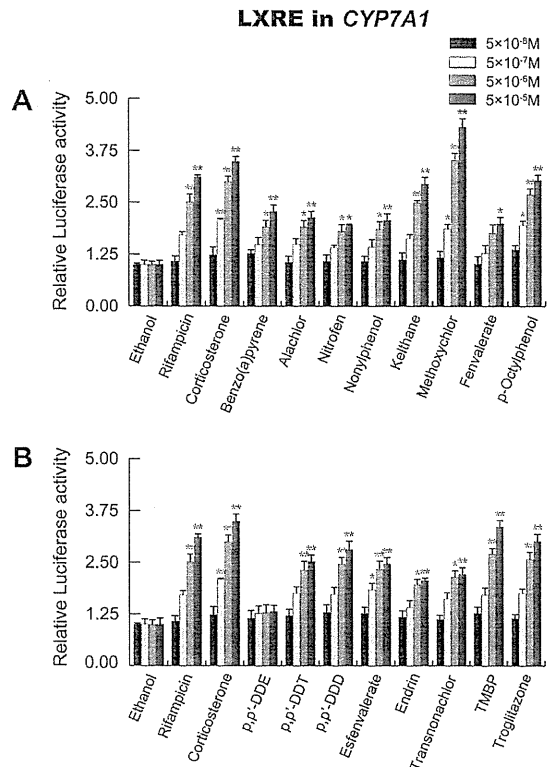 LXRE in CYP7A1
5×10⁻⁸M
5×10⁻⁷M
5×10⁻⁶M
5×10⁻⁵M
A
Relative Luciferase activity
5.00
3.75
2.50
1.25
0.00
** ** ** ** ** * ** * ** * * * ** ** ** * ** ** * * ** **
Ethanol
Rifampicin
Corticosterone
Benzo(a)pyrene
Alachlor
Nitrofen
Nonylphenol
Kelthane
Methoxychlor
Fenvalerate
p-Octylphenol
B
Relative Luciferase activity
5.00
3.75
2.50
1.25
0.00
** ** ** ** ** ** ** ** ** * ** ** ** ** * ** ** ** ** **
Ethanol
Rifampicin
Corticosterone
p,p'-DDE
p,p'-DDT
p,p'-DDD
Esfenvalerate
Endrin
Transnonachlor
TMBP
Troglitazone